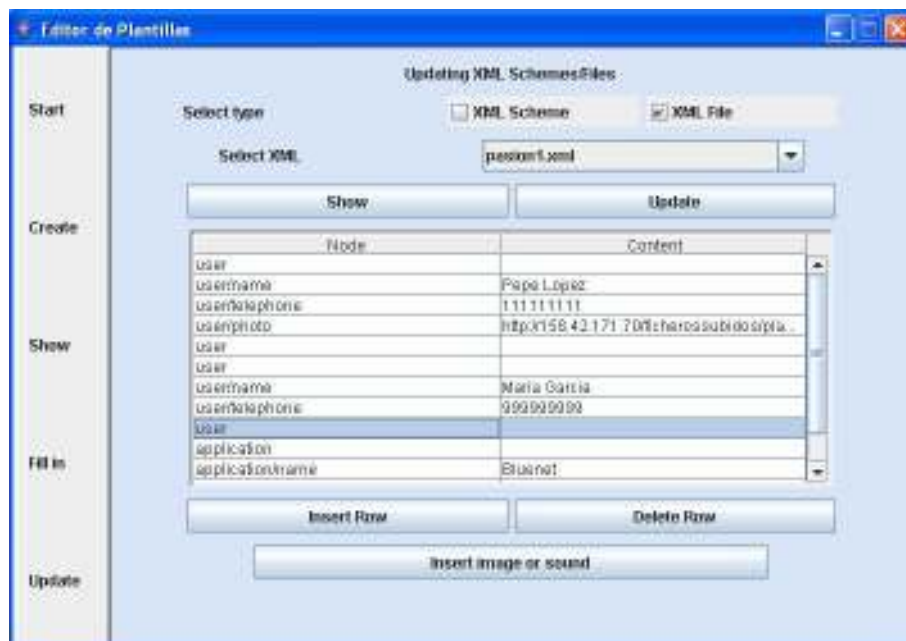 Editor de Plantillas
Updating XML Schemes/Files
Start
Select type XML Scheme XML File
Select XML pasion1.xml
Show Update
Create
Node Content
user
user/name Pepe Lopez
user/telephone 111111111
user/photo http://158.42.171.70/ficherossubidos/pla...
Show
user
user
user/name Maria Garcia
user/telephone 999999999
user
application
Fill in
application/name Bluenet
Insert Row Delete Row
Insert image or sound
Update